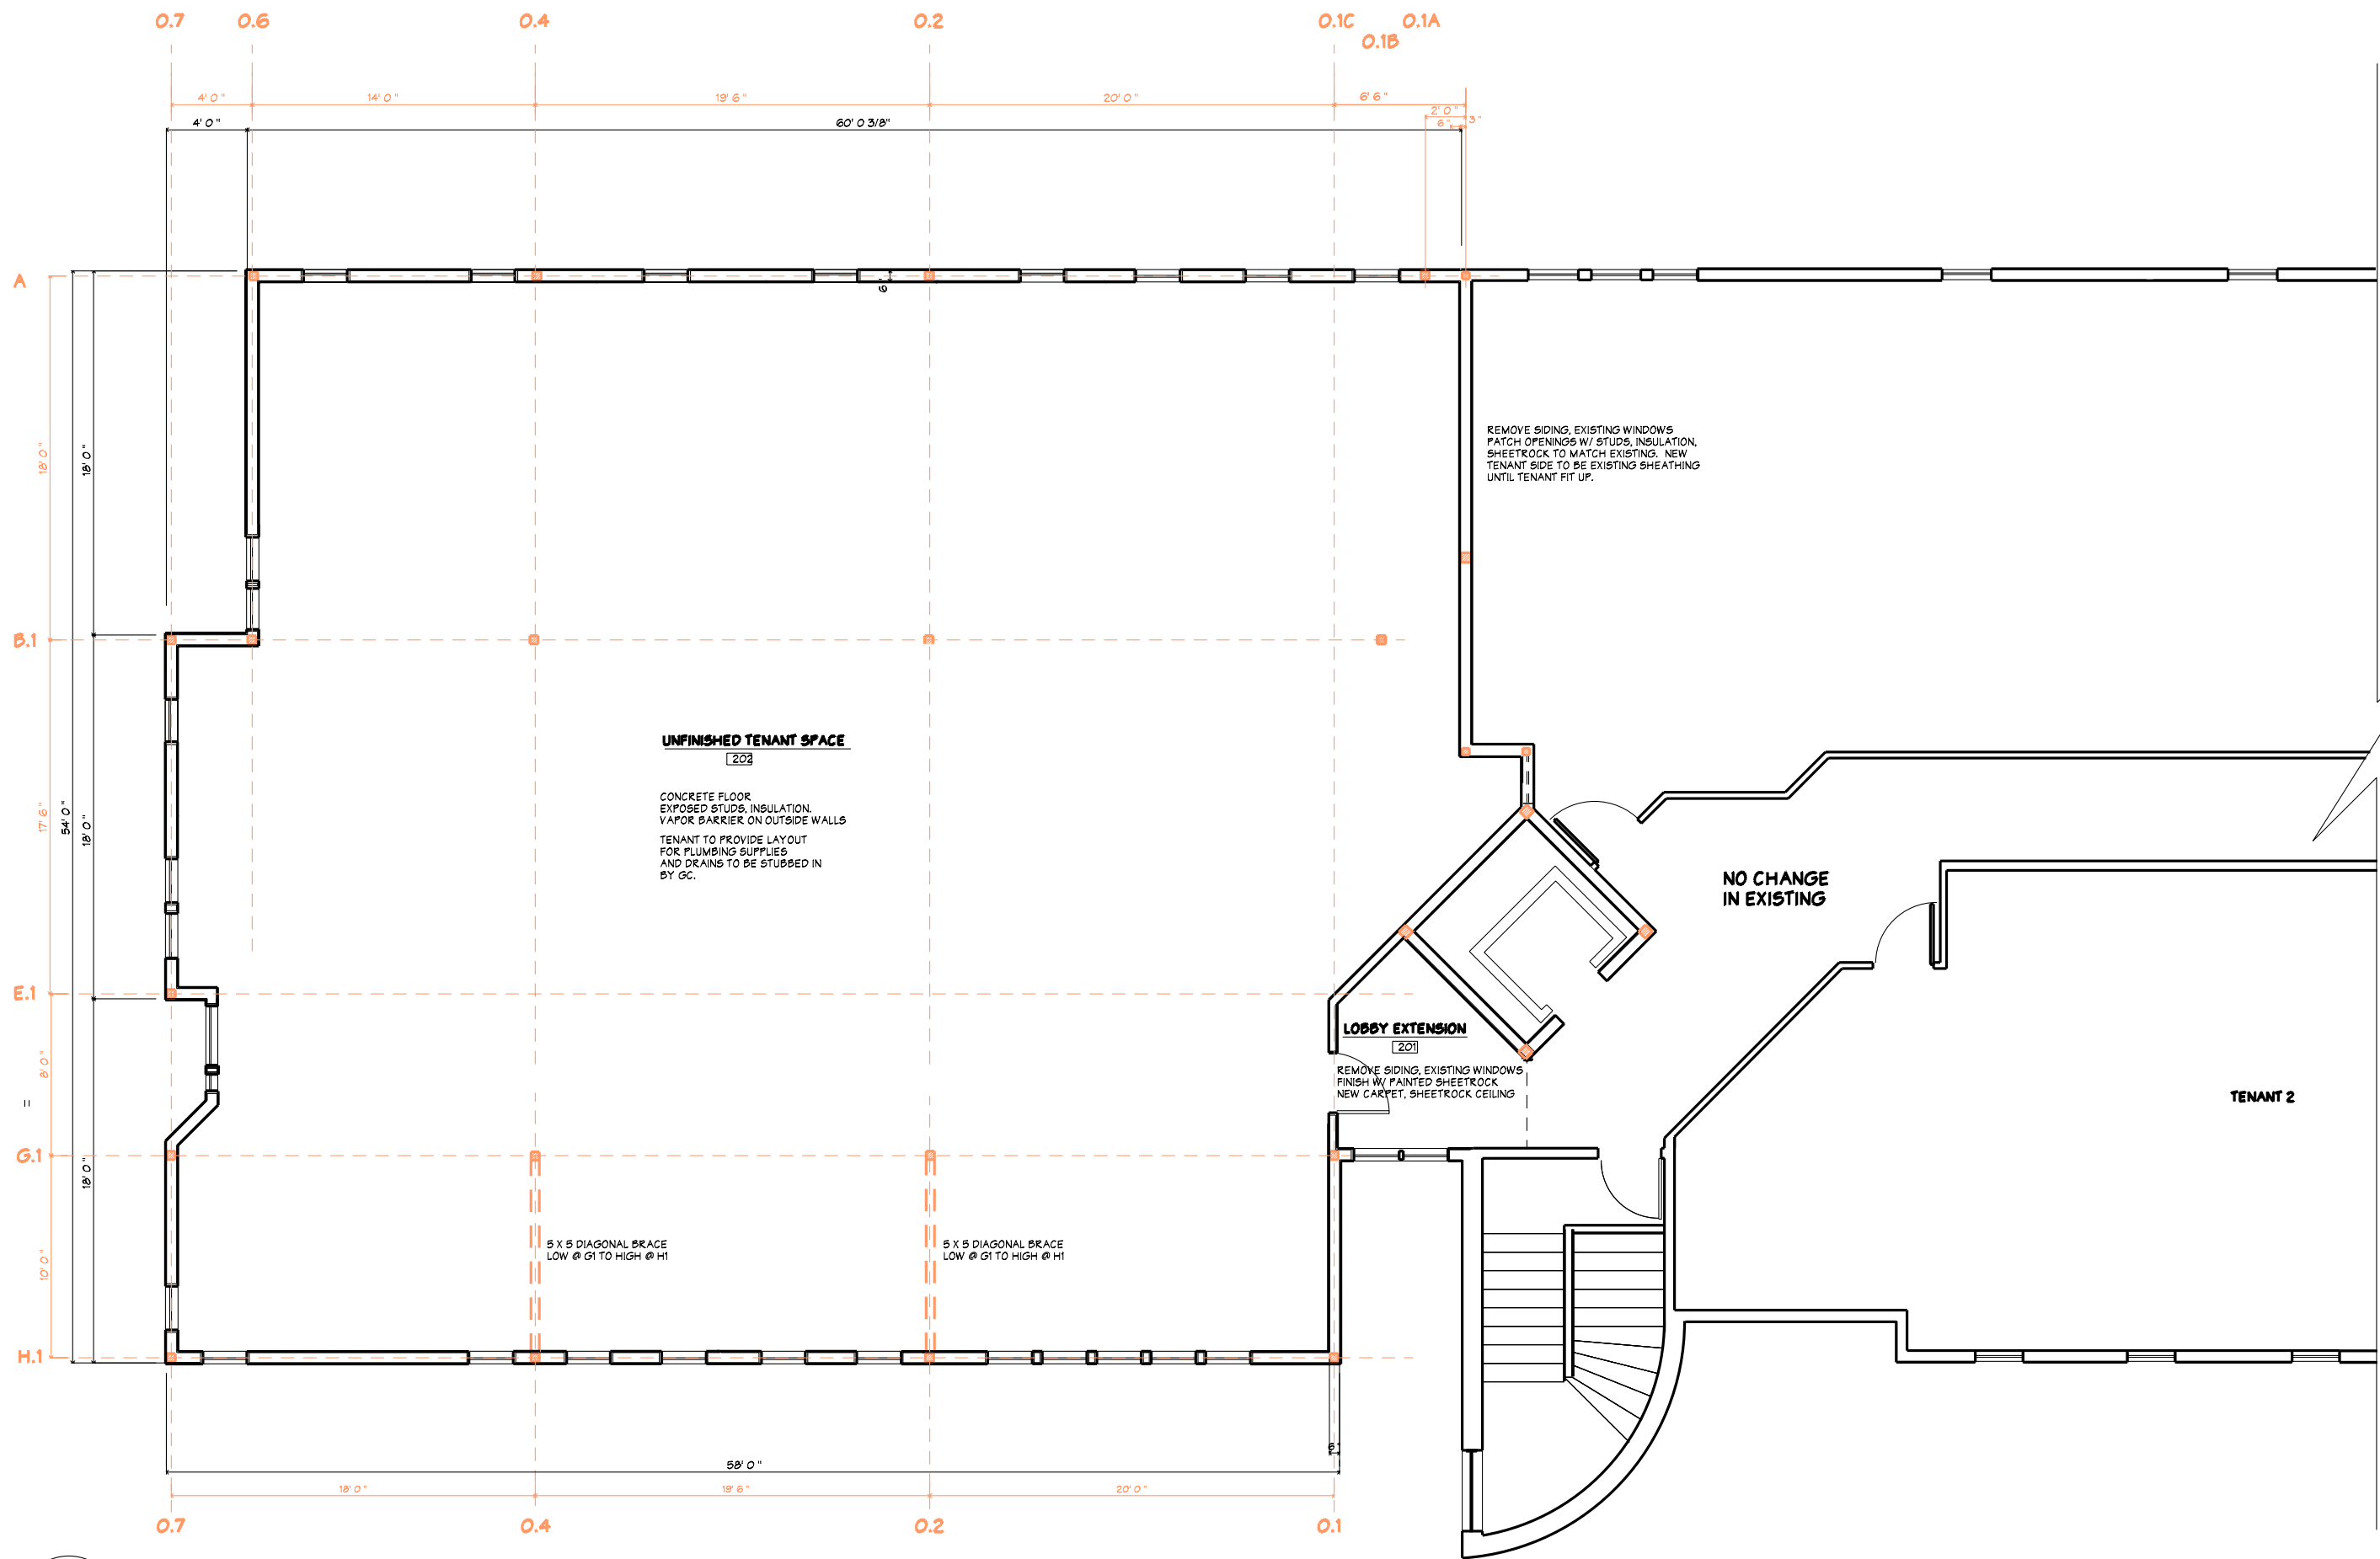 0.7 0.6 0.4 0.2 0.1C 0.1A
0.1B
4' 0" 14' 0" 19' 6" 20' 0" 6' 6"
2' 0"
6" 3"
4' 0" 60' 0 3/8"
A
6"
18' 0" 18' 0"
REMOVE SIDING, EXISTING WINDOWS
PATCH OPENINGS W/ STUDS, INSULATION,
SHEETROCK TO MATCH EXISTING. NEW
TENANT SIDE TO BE EXISTING SHEATHING
UNTIL TENANT FIT UP.
B.1
UNFINISHED TENANT SPACE
202
CONCRETE FLOOR
EXPOSED STUDS, INSULATION.
VAPOR BARRIER ON OUTSIDE WALLS
TENANT TO PROVIDE LAYOUT
FOR PLUMBING SUPPLIES
AND DRAINS TO BE STUBBED IN
BY GC.
17' 6" 54' 0" 18' 0"
NO CHANGE
IN EXISTING
E.1
LOBBY EXTENSION
201
REMOVE SIDING, EXISTING WINDOWS
FINISH W/ PAINTED SHEETROCK
NEW CARPET, SHEETROCK CEILING
8' 0"
=
TENANT 2
G.1
18' 0"
5 X 5 DIAGONAL BRACE
LOW @ G1 TO HIGH @ H1
5 X 5 DIAGONAL BRACE
LOW @ G1 TO HIGH @ H1
10' 0"
H.1
6"
58' 0"
18' 0" 19' 6" 20' 0"
0.7 0.4 0.2 0.1